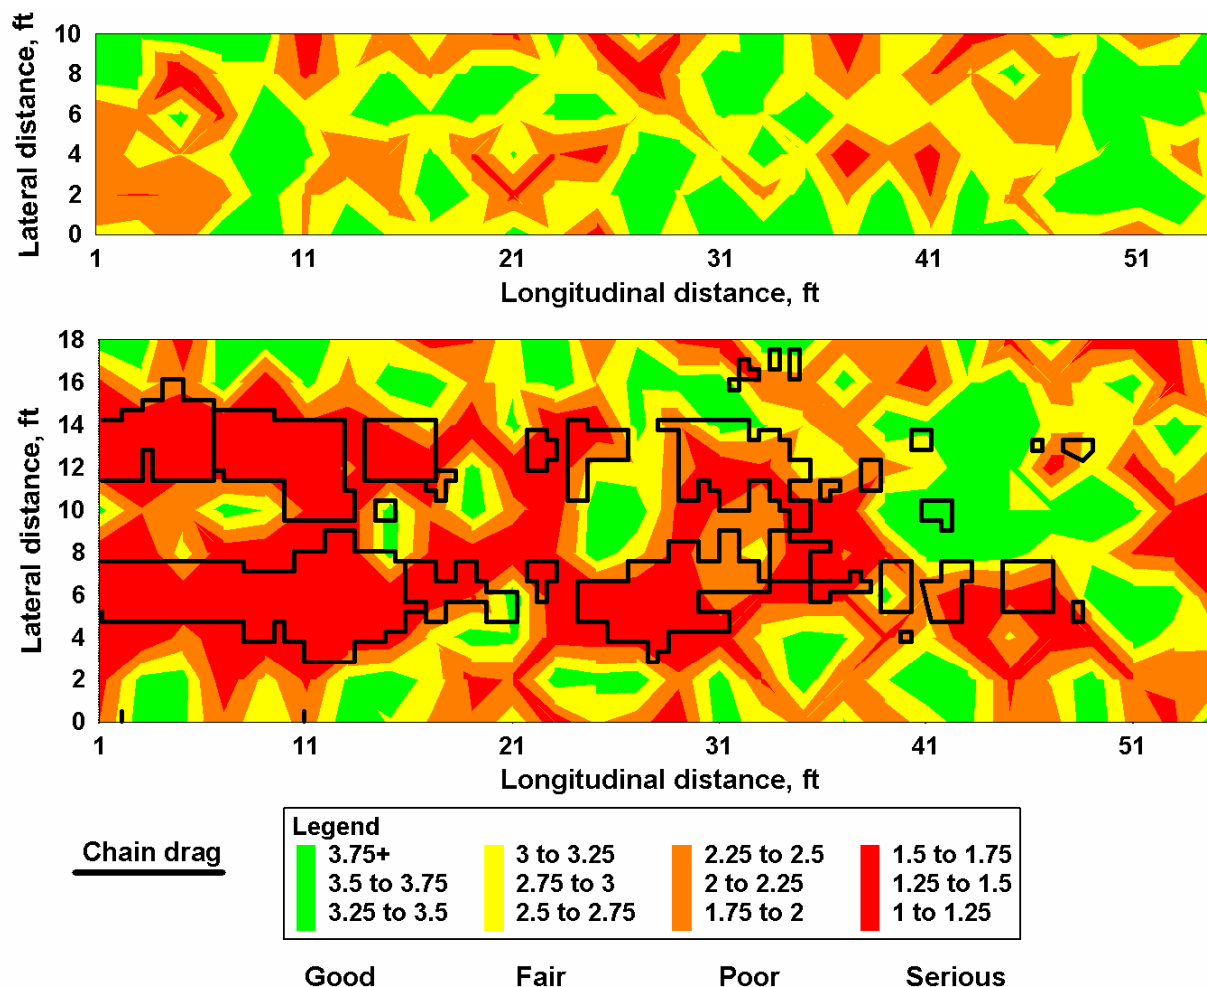 Lateral distance, ft
10
8
6
4
2
0
1 11 21 31 41 51
Longitudinal distance, ft
Lateral distance, ft
18
16
14
12
10
8
6
4
2
0
1 11 21 31 41 51
Longitudinal distance, ft
Chain drag
Legend
3.75+ 3 to 3.25 2.25 to 2.5 1.5 to 1.75
3.5 to 3.75 2.75 to 3 2 to 2.25 1.25 to 1.5
3.25 to 3.5 2.5 to 2.75 1.75 to 2 1 to 1.25
Good Fair Poor Serious